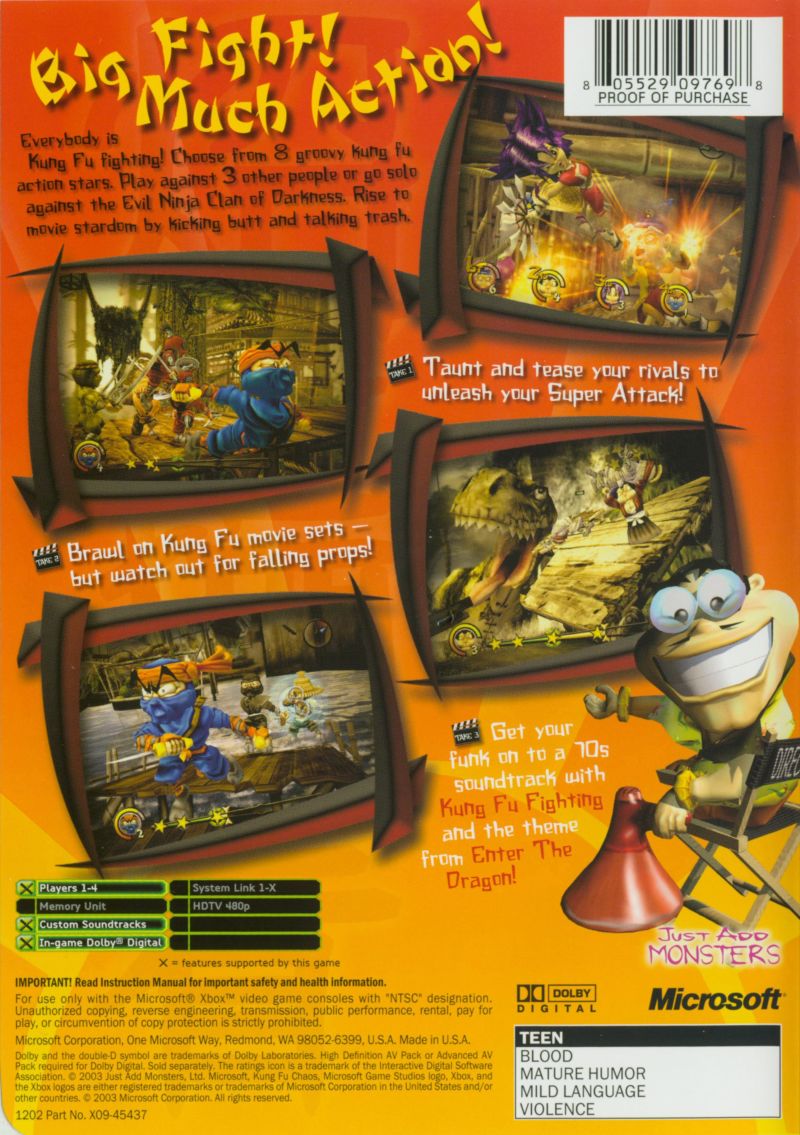 Big Fight!
Much Action!
8 05529 09769 8
PROOF OF PURCHASE
Everybody is
Kung Fu fighting! Choose from 8 groovy kung fu
action stars. Play against 3 other people or go solo
against the Evil Ninja Clan of Darkness. Rise to
movie stardom by kicking butt and talking trash.
TAKE 1
Taunt and tease your rivals to
unleash your Super Attack!
TAKE 2
Brawl on Kung Fu movie sets –
but watch out for falling props!
TAKE 3
Get your
funk on to a 70s
soundtrack with
Kung Fu Fighting
and the theme
from Enter The
Dragon!
DIREC
JUST ADD
MONSTERS
X Players 1-4
Memory Unit
X Custom Soundtracks
X In-game Dolby® Digital
System Link 1-X
HDTV 480p
X = features supported by this game
IMPORTANT! Read Instruction Manual for important safety and health information.
For use only with the Microsoft® Xbox™ video game consoles with "NTSC" designation.
Unauthorized copying, reverse engineering, transmission, public performance, rental, pay for
play, or circumvention of copy protection is strictly prohibited.
Microsoft Corporation, One Microsoft Way, Redmond, WA 98052-6399, U.S.A. Made in U.S.A.
Dolby and the double-D symbol are trademarks of Dolby Laboratories. High Definition AV Pack or Advanced AV
Pack required for Dolby Digital. Sold separately. The ratings icon is a trademark of the Interactive Digital Software
Association. © 2003 Just Add Monsters, Ltd. Microsoft, Kung Fu Chaos, Microsoft Game Studios logo, Xbox, and
the Xbox logos are either registered trademarks or trademarks of Microsoft Corporation in the United States and/or
other countries. © 2003 Microsoft Corporation. All rights reserved.
1202 Part No. X09-45437
DOLBY
DIGITAL
Microsoft®
TEEN
BLOOD
MATURE HUMOR
MILD LANGUAGE
VIOLENCE